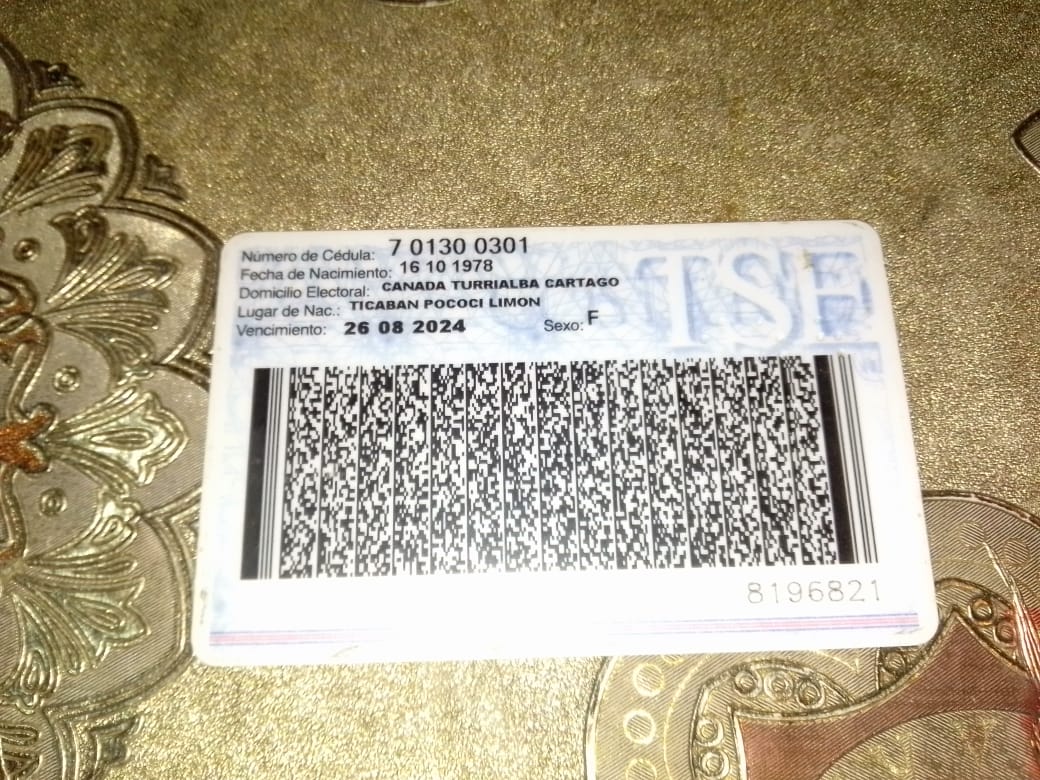 Número de Cédula: 7 0130 0301
Fecha de Nacimiento: 16 10 1978
Domicilio Electoral: CANADA TURRIALBA CARTAGO
Lugar de Nac.: TICABAN POCOCI LIMON
Vencimiento: 26 08 2024 Sexo: F
TSE
8196821